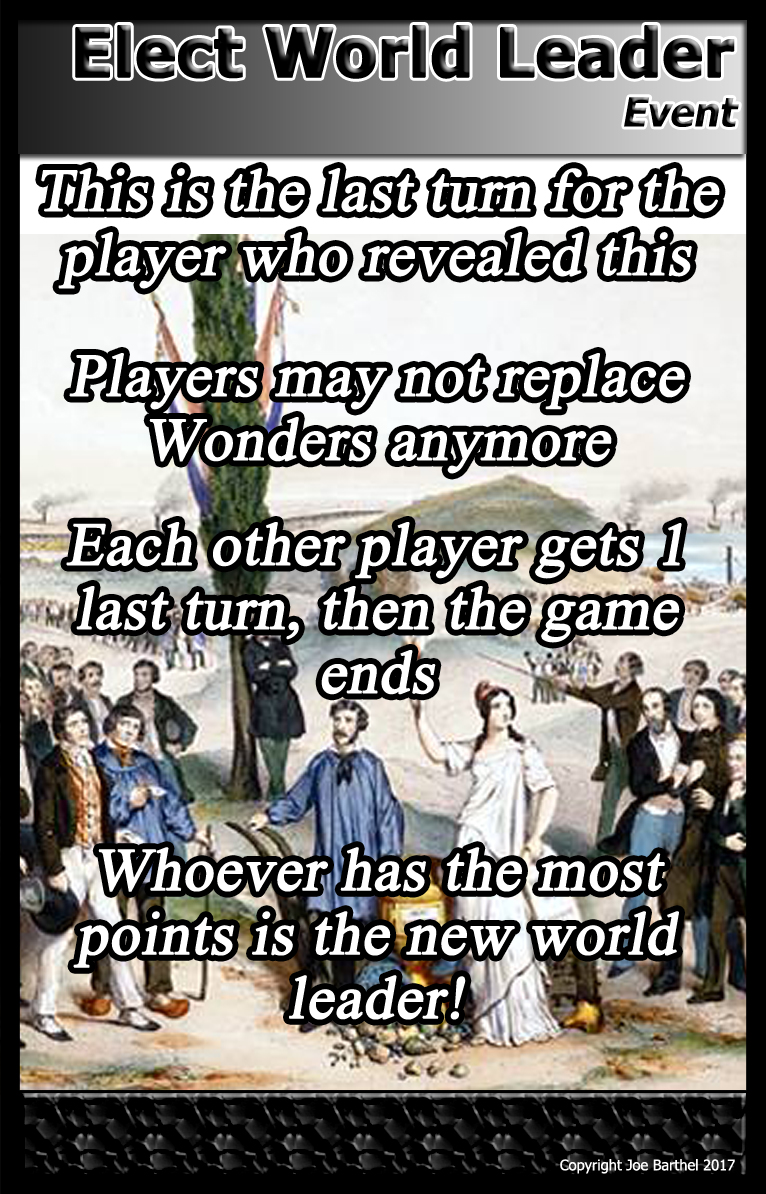 Elect World Leader
Event
This is the last turn for the
player who revealed this
Players may not replace
Wonders anymore
Each other player gets 1
last turn, then the game
ends
Whoever has the most
points is the new world
leader!
Copyright Joe Barthel 2017